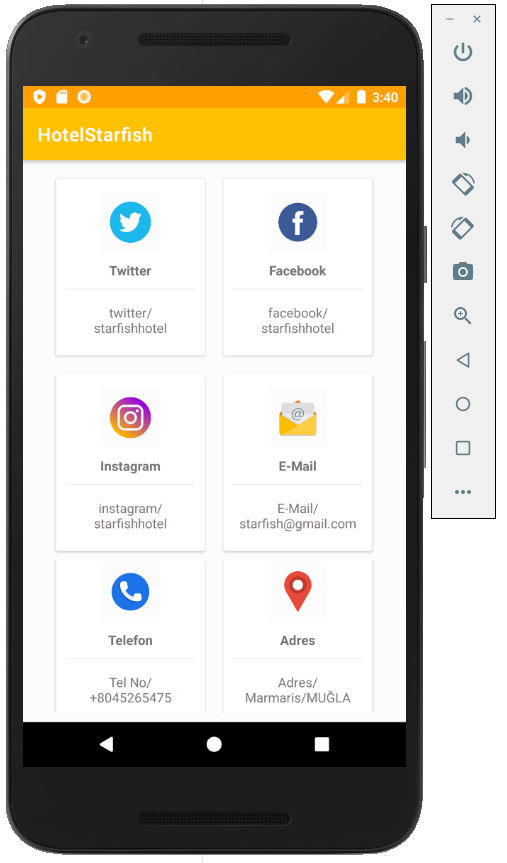 3:40
HotelStarfish
Twitter
twitter/
starfishhotel
Facebook
facebook/
starfishhotel
Instagram
instagram/
starfishhotel
E-Mail
E-Mail/
starfish@gmail.com
Telefon
Tel No/
+8045265475
Adres
Adres/
Marmaris/MUĞLA